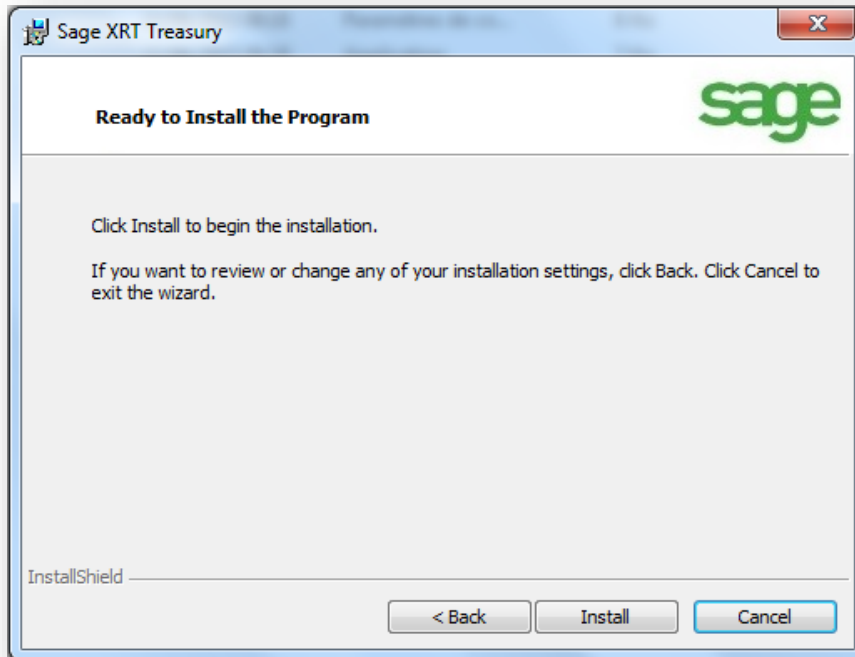 Sage XRT Treasury
Ready to Install the Program
sage
Click Install to begin the installation.
If you want to review or change any of your installation settings, click Back. Click Cancel to
exit the wizard.
InstallShield
< Back
Install
Cancel